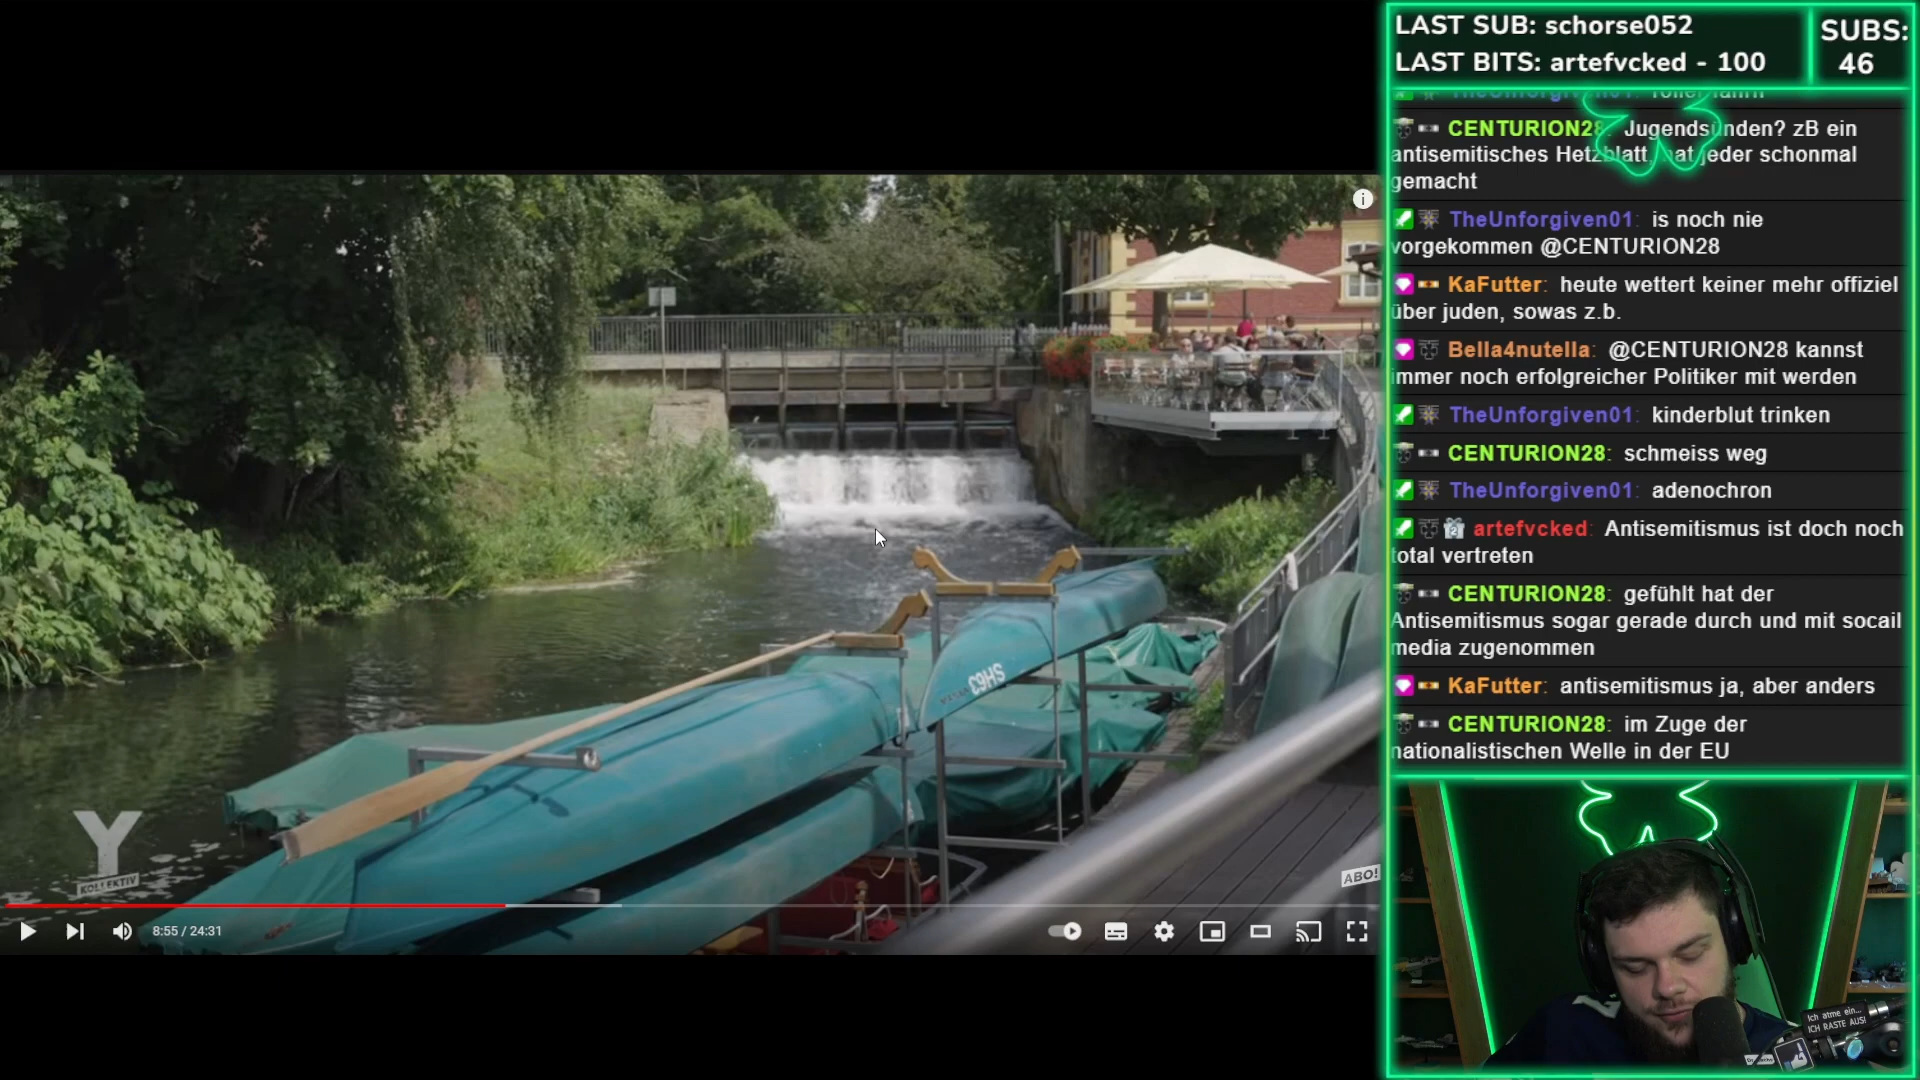 LAST SUB: schorse052
LAST BITS: artefvcked - 100
SUBS:
46
CENTURION28: Jugendsünden? zB ein
antisemitisches Hetzblatt, hat jeder schonmal
gemacht
TheUnforgiven01: is noch nie
vorgekommen @CENTURION28
KaFutter: heute wettert keiner mehr offiziel
über juden, sowas z.b.
Bella4nutella: @CENTURION28 kannst
immer noch erfolgreicher Politiker mit werden
TheUnforgiven01: kinderblut trinken
CENTURION28: schmeiss weg
TheUnforgiven01: adenochron
artefvcked: Antisemitismus ist doch noch
total vertreten
CENTURION28: gefühlt hat der
Antisemitismus sogar gerade durch und mit socail
media zugenommen
KaFutter: antisemitismus ja, aber anders
CENTURION28: im Zuge der
nationalistischen Welle in der EU
SH63
Y
KOLLEKTIV
ABO!
8:55 / 24:31
Ich atme ein...
ICH RASTE AUS!